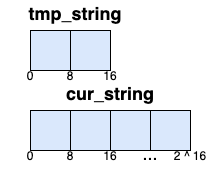 tmp_string
0 8 16
cur_string
0 8 16 ... 2^16